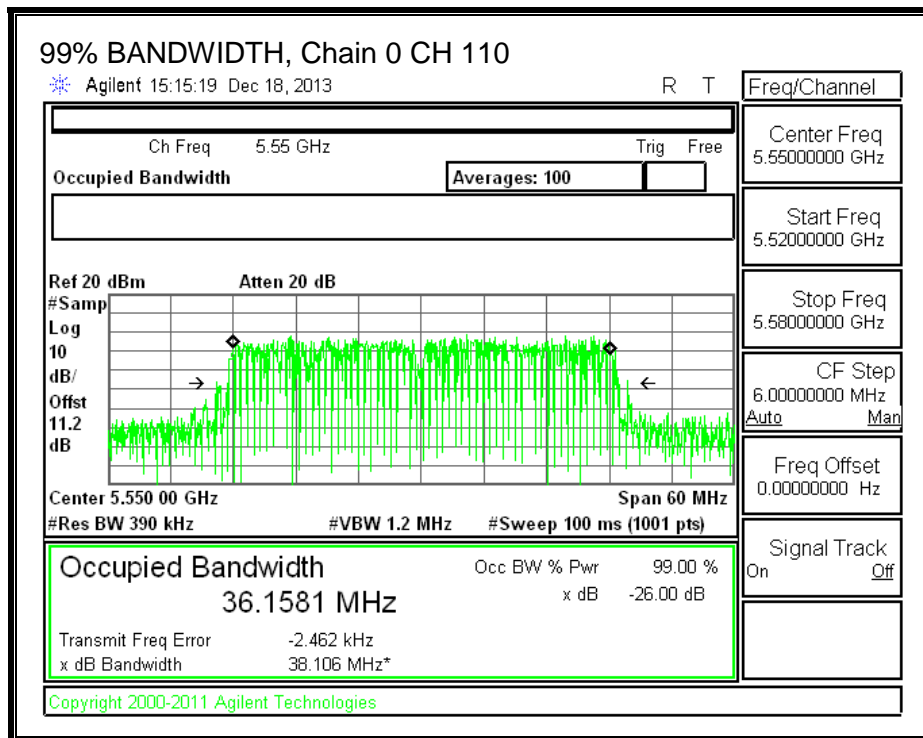 99% BANDWIDTH, Chain 0 CH 110
Agilent 15:15:19 Dec 18, 2013 R T
Freq/Channel
Ch Freq 5.55 GHz Trig Free
Occupied Bandwidth Averages: 100
Center Freq
5.55000000 GHz
Start Freq
5.52000000 GHz
Stop Freq
5.58000000 GHz
CF Step
6.00000000 MHz
Auto Man
Freq Offset
0.00000000 Hz
Signal Track
On Off
Ref 20 dBm Atten 20 dB
#Samp
Log
10
dB/
Offst
11.2
dB
Center 5.550 00 GHz Span 60 MHz
#Res BW 390 kHz #VBW 1.2 MHz #Sweep 100 ms (1001 pts)
Occupied Bandwidth Occ BW % Pwr 99.00 %
36.1581 MHz x dB -26.00 dB
Transmit Freq Error -2.462 kHz
x dB Bandwidth 38.106 MHz*
Copyright 2000-2011 Agilent Technologies